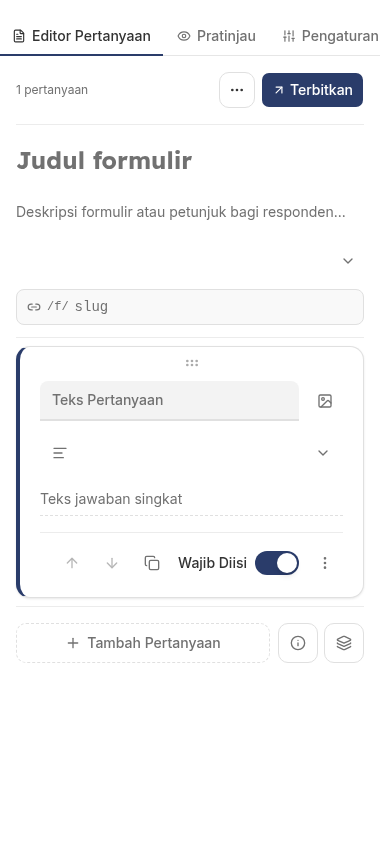 Editor Pertanyaan Pratinjau Pengaturan
1 pertanyaan
Terbitkan
Judul formulir
Deskripsi formulir atau petunjuk bagi responden...
/f/ slug
Teks Pertanyaan
Teks jawaban singkat
Wajib Diisi
Tambah Pertanyaan